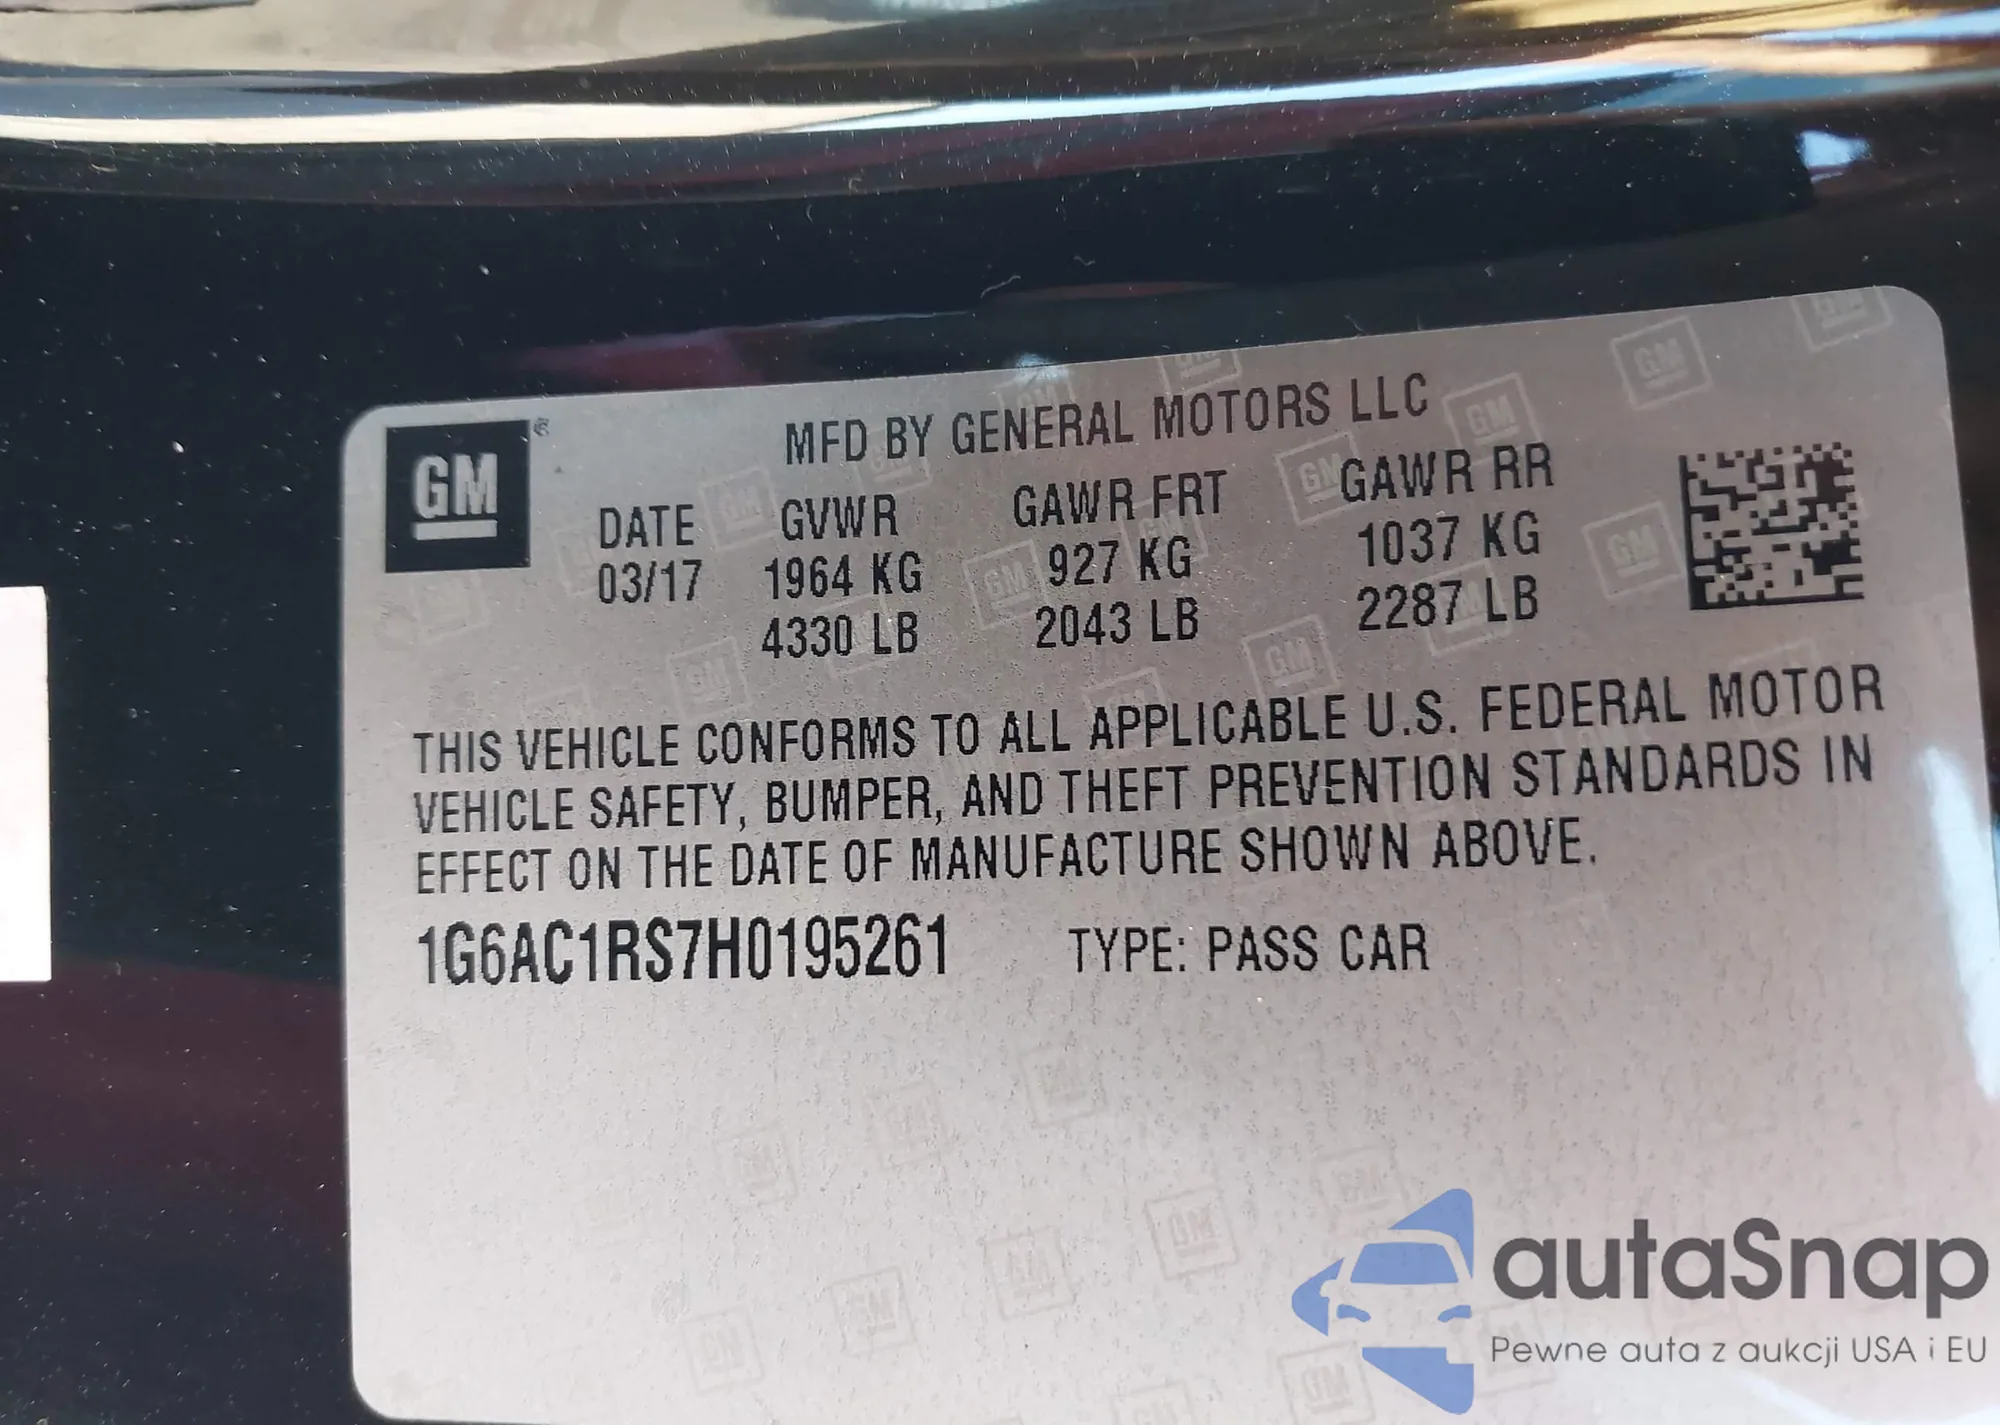 GM
MFD BY GENERAL MOTORS LLC
DATE GVWR GAWR FRT GAWR RR
03/17 1964 KG 927 KG 1037 KG
4330 LB 2043 LB 2287 LB
THIS VEHICLE CONFORMS TO ALL APPLICABLE U.S. FEDERAL MOTOR
VEHICLE SAFETY, BUMPER, AND THEFT PREVENTION STANDARDS IN
EFFECT ON THE DATE OF MANUFACTURE SHOWN ABOVE.
1G6AC1RS7H0195261 TYPE: PASS CAR
autaSnap
Pewne auta z aukcji USA i EU